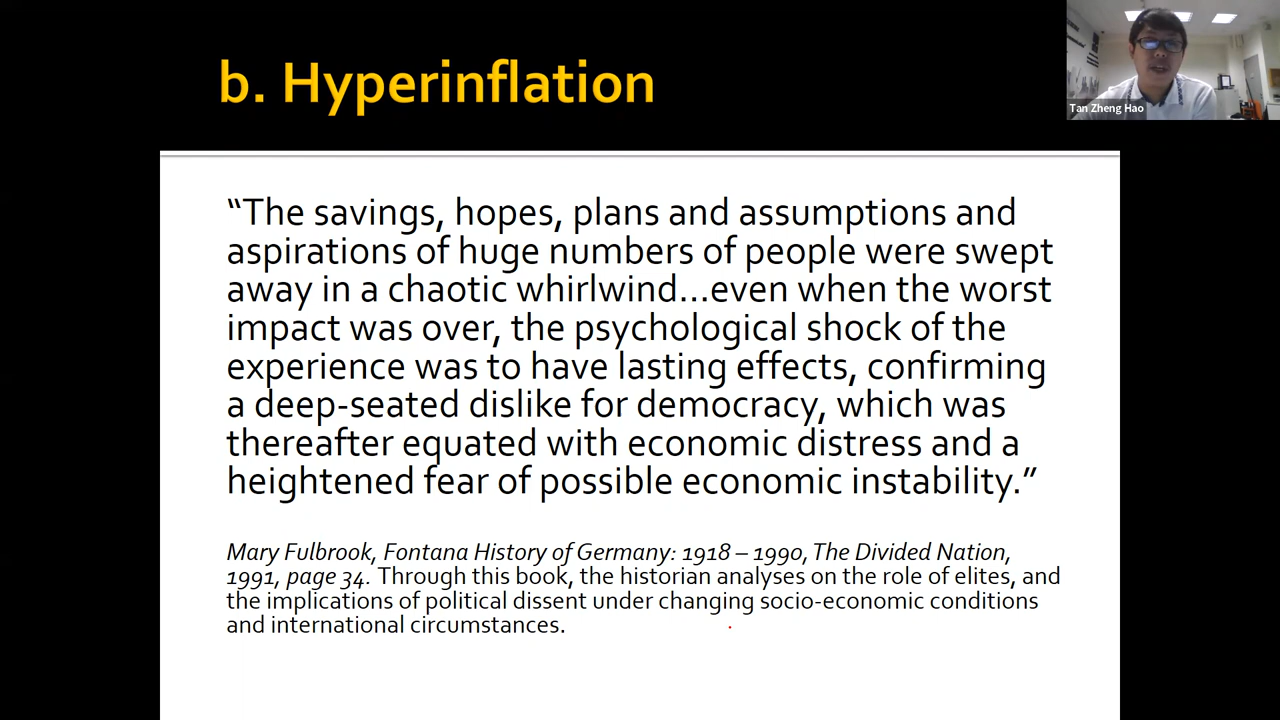 b. Hyperinflation
Tan Zheng Hao
“The savings, hopes, plans and assumptions and
aspirations of huge numbers of people were swept
away in a chaotic whirlwind…even when the worst
impact was over, the psychological shock of the
experience was to have lasting effects, confirming
a deep-seated dislike for democracy, which was
thereafter equated with economic distress and a
heightened fear of possible economic instability.”
Mary Fulbrook, Fontana History of Germany: 1918 – 1990, The Divided Nation,
1991, page 34. Through this book, the historian analyses on the role of elites, and
the implications of political dissent under changing socio-economic conditions
and international circumstances.